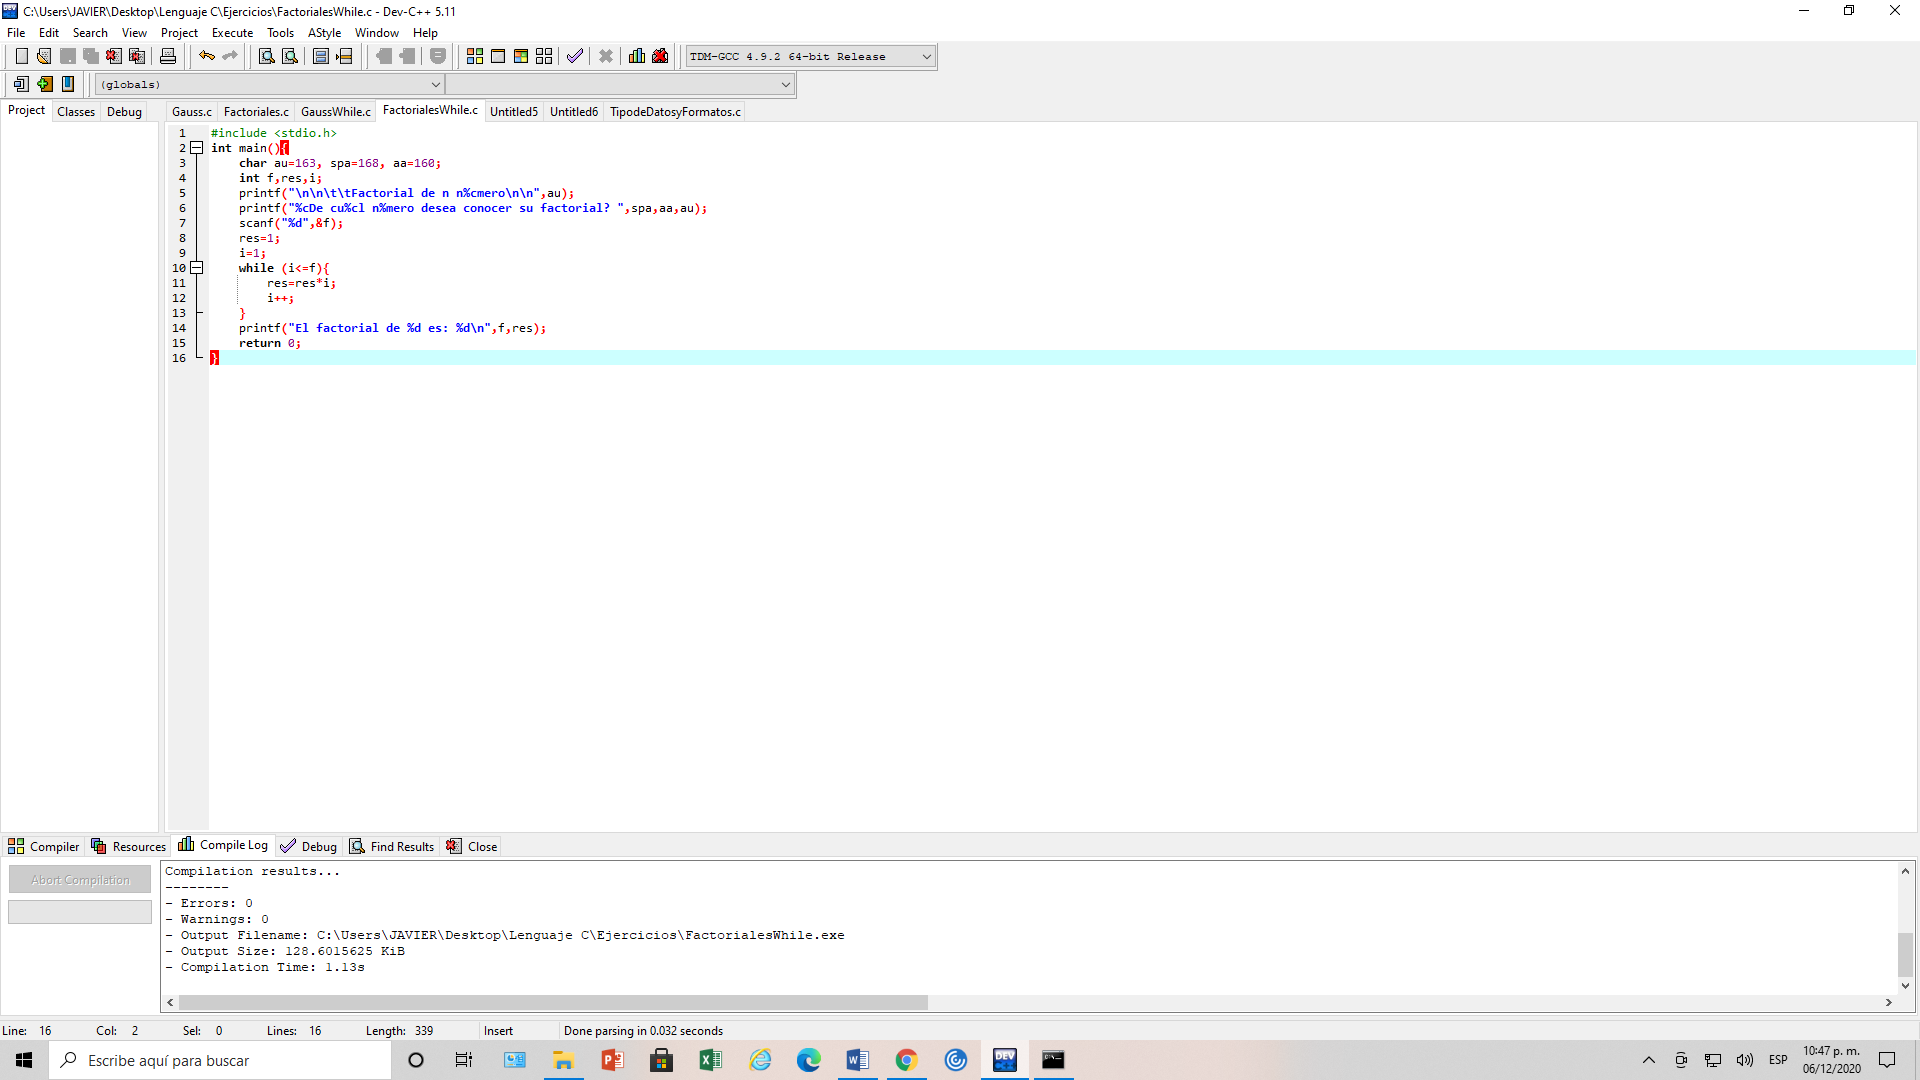 C:\Users\JAVIER\Desktop\Lenguaje C\Ejercicios\FactorialesWhile.c - Dev-C++ 5.11
File Edit Search View Project Execute Tools AStyle Window Help
TDM-GCC 4.9.2 64-bit Release
(globals)
Project Classes Debug
Gauss.c Factoriales.c GaussWhile.c FactorialesWhile.c Untitled5 Untitled6 TipodeDatosyFormatos.c
1 #include <stdio.h>
2 int main(){
3 char au=163, spa=168, aa=160;
4 int f,res,i;
5 printf("\n\n\t\tFactorial de n n%cmero\n\n",au);
6 printf("%cDe cu%cl n%mero desea conocer su factorial? ",spa,aa,au);
7 scanf("%d",&f);
8 res=1;
9 i=1;
10 while (i<=f){
11 res=res*i;
12 i++;
13 }
14 printf("El factorial de %d es: %d\n",f,res);
15 return 0;
16 }
Compiler Resources Compile Log Debug Find Results Close
Abort Compilation
Compilation results...
--------
- Errors: 0
- Warnings: 0
- Output Filename: C:\Users\JAVIER\Desktop\Lenguaje C\Ejercicios\FactorialesWhile.exe
- Output Size: 128.6015625 KiB
- Compilation Time: 1.13s
Line: 16 Col: 2 Sel: 0 Lines: 16 Length: 339 Insert Done parsing in 0.032 seconds
Escribe aquí para buscar
ESP
10:47 p. m.
06/12/2020